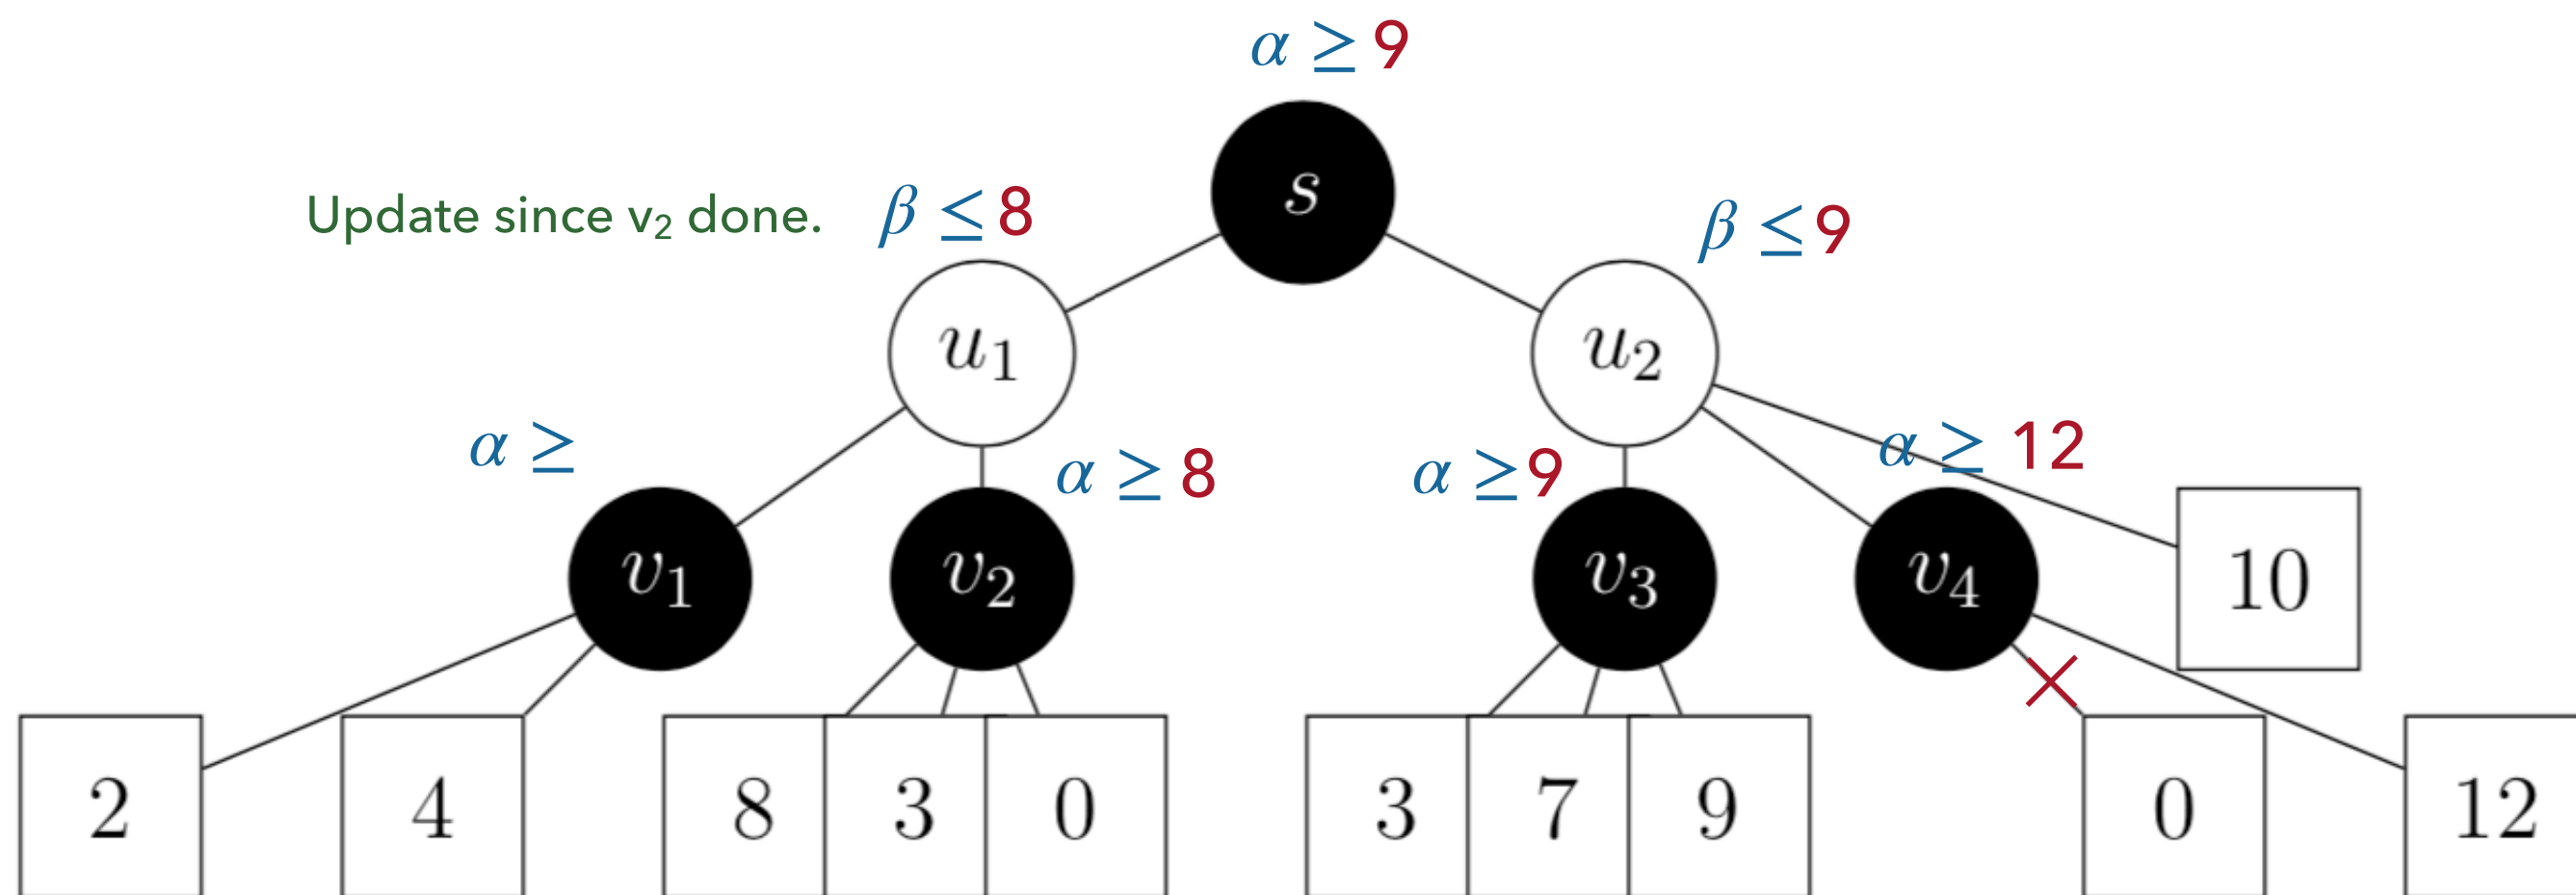 α ≥ 9
s
Update since v₂ done.
β ≤ 8
β ≤ 9
u₁
u₂
α ≥
α ≥ 8
α ≥ 9
α ≥ 12
v₁
v₂
v₃
v₄
10
2
4
8
3
0
3
7
9
0
12